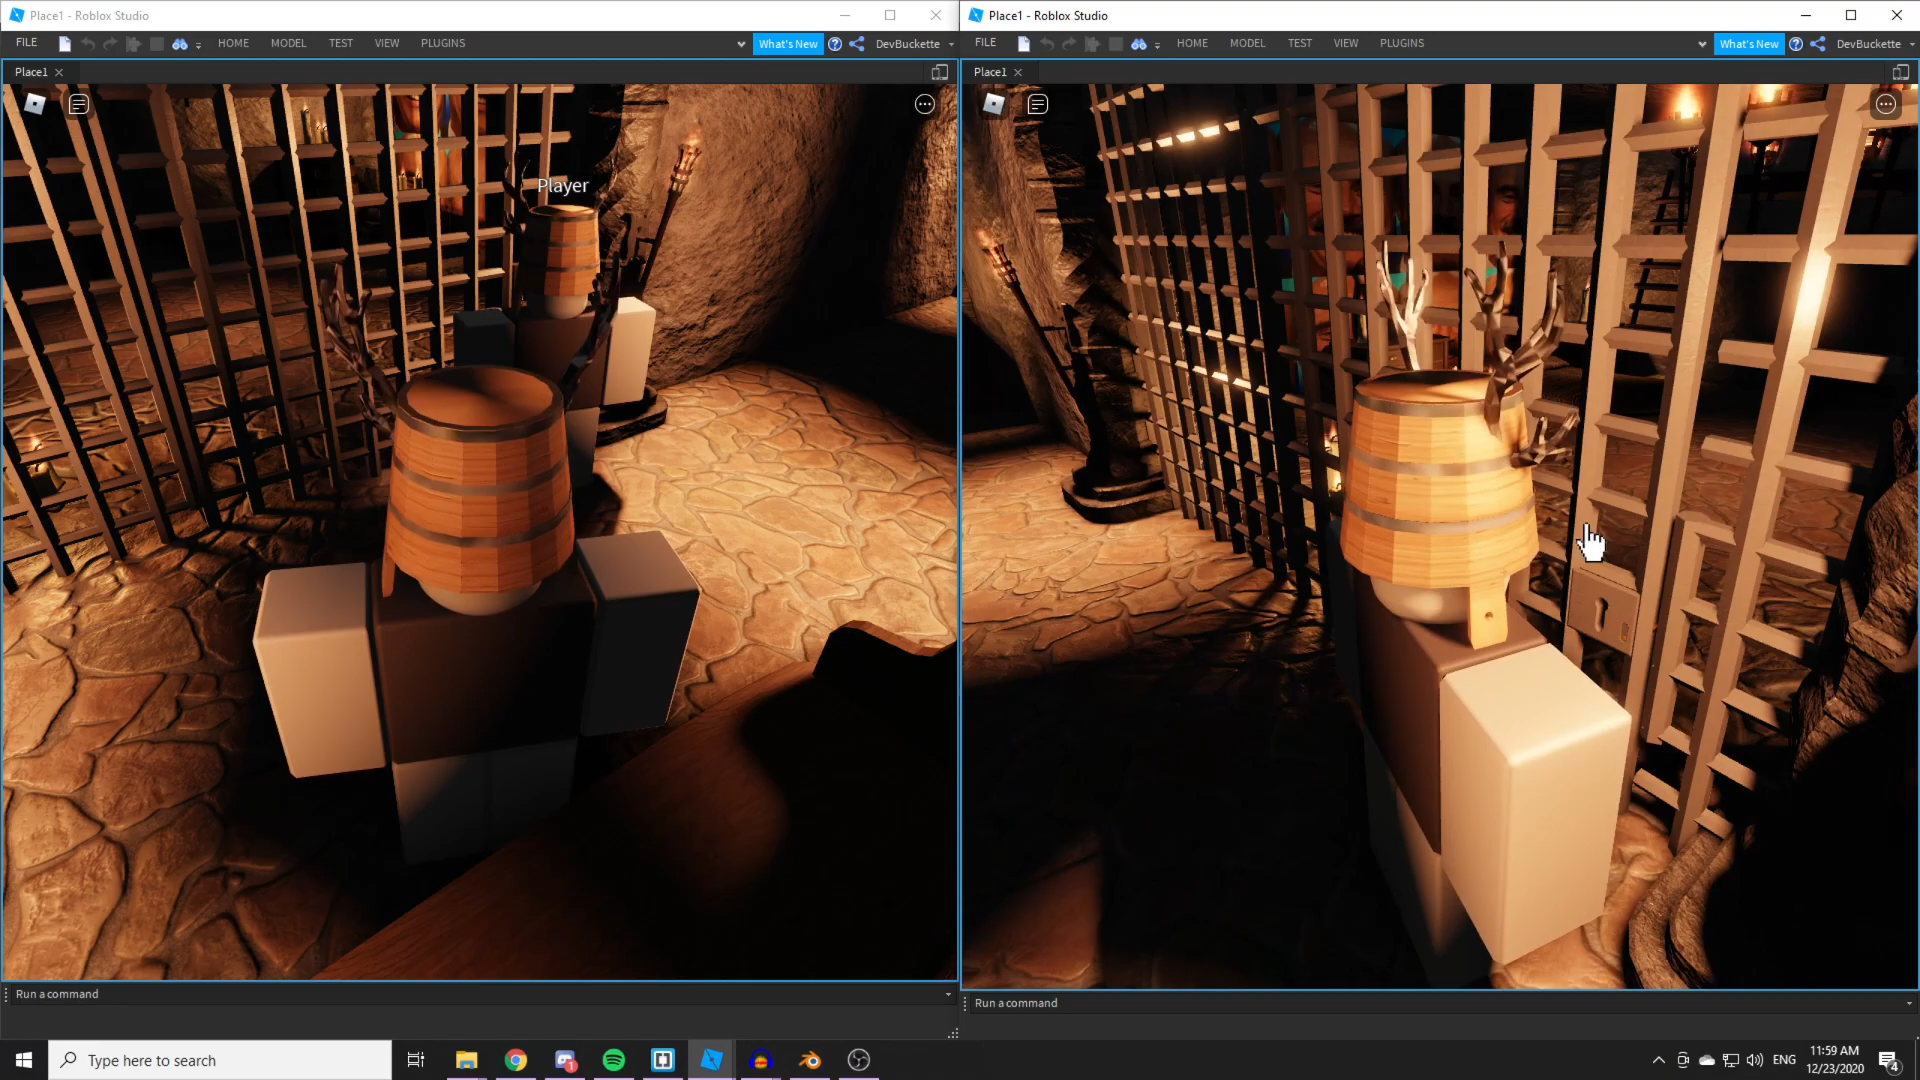 Place1 - Roblox Studio
FILE HOME MODEL TEST VIEW PLUGINS What's New ? DevBuckette
Place1
Player
Run a command
Place1 - Roblox Studio
FILE HOME MODEL TEST VIEW PLUGINS What's New ? DevBuckette
Place1
Run a command
Type here to search
1
ENG
11:59 AM
12/23/2020
4